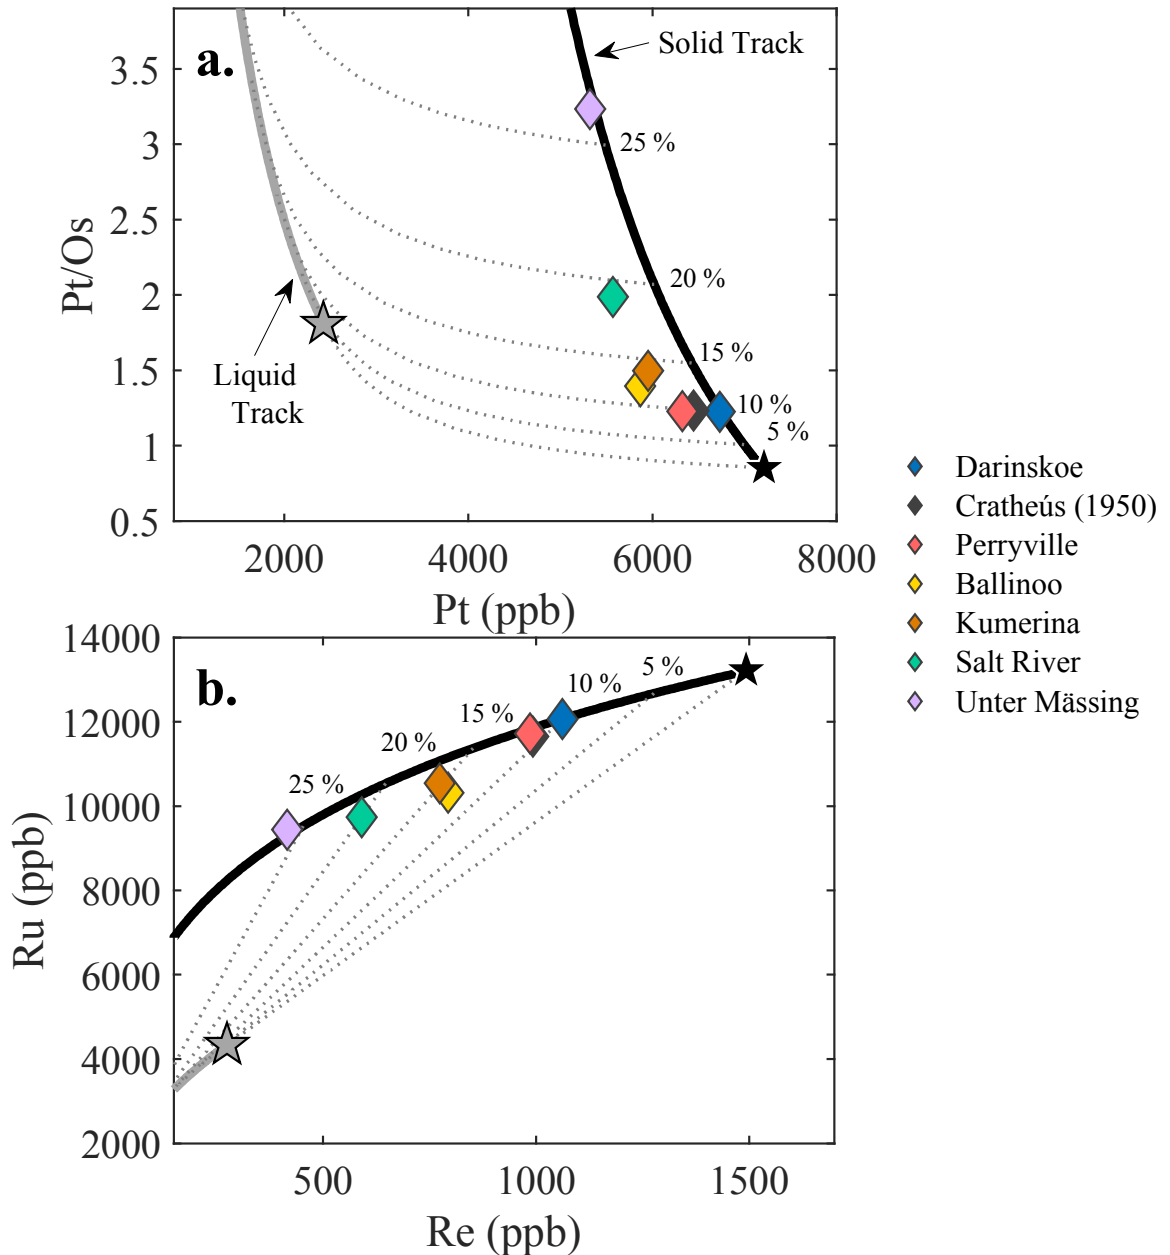 a.
Solid Track
3.5
3
2.5
2
1.5
1
0.5
Pt/Os
25 %
20 %
15 %
10 %
5 %
Liquid
Track
2000
4000
6000
8000
Pt (ppb)
Darinskoe
Cratheús (1950)
Perryville
Ballinoo
Kumerina
Salt River
Unter Mässing
b.
14000
12000
10000
8000
6000
4000
2000
Ru (ppb)
5 %
10 %
15 %
20 %
25 %
500
1000
1500
Re (ppb)